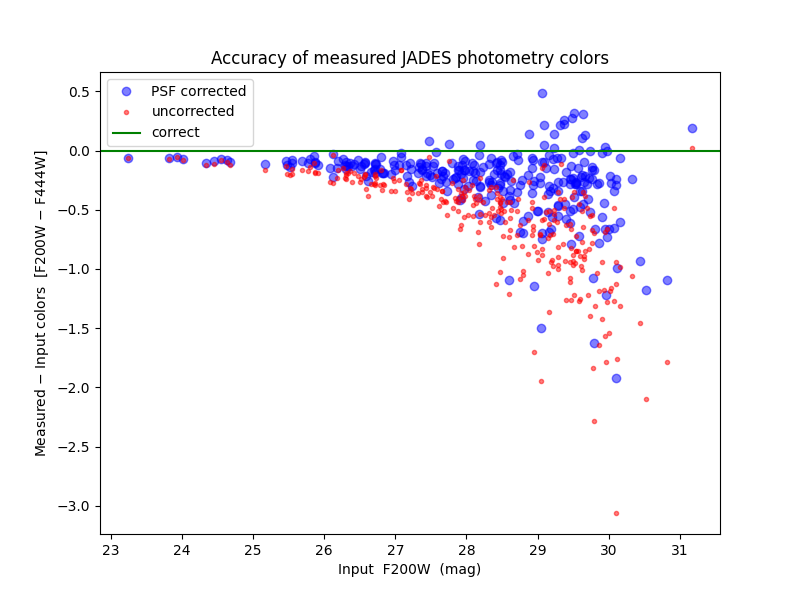 Accuracy of measured JADES photometry colors
PSF corrected
uncorrected
correct
0.5
0.0
−0.5
−1.0
−1.5
−2.0
−2.5
−3.0
Measured − Input colors [F200W − F444W]
23 24 25 26 27 28 29 30 31
Input F200W (mag)